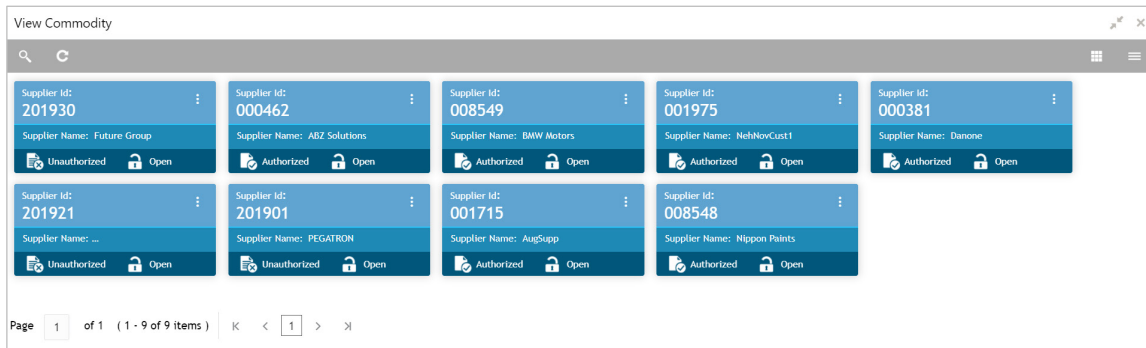 View Commodity
Supplier Id: Supplier Id: Supplier Id: Supplier Id: Supplier Id:
201930 000462 008549 001975 000381
Supplier Name: Future Group Supplier Name: ABZ Solutions Supplier Name: BMW Motors Supplier Name: NehNovCust1 Supplier Name: Danone
Unauthorized Open Authorized Open Authorized Open Authorized Open Authorized Open
Supplier Id: Supplier Id: Supplier Id: Supplier Id:
201921 201901 001715 008548
Supplier Name: ... Supplier Name: PEGATRON Supplier Name: AugSupp Supplier Name: Nippon Paints
Unauthorized Open Unauthorized Open Authorized Open Authorized Open
Page 1 of 1 ( 1 - 9 of 9 items ) 1